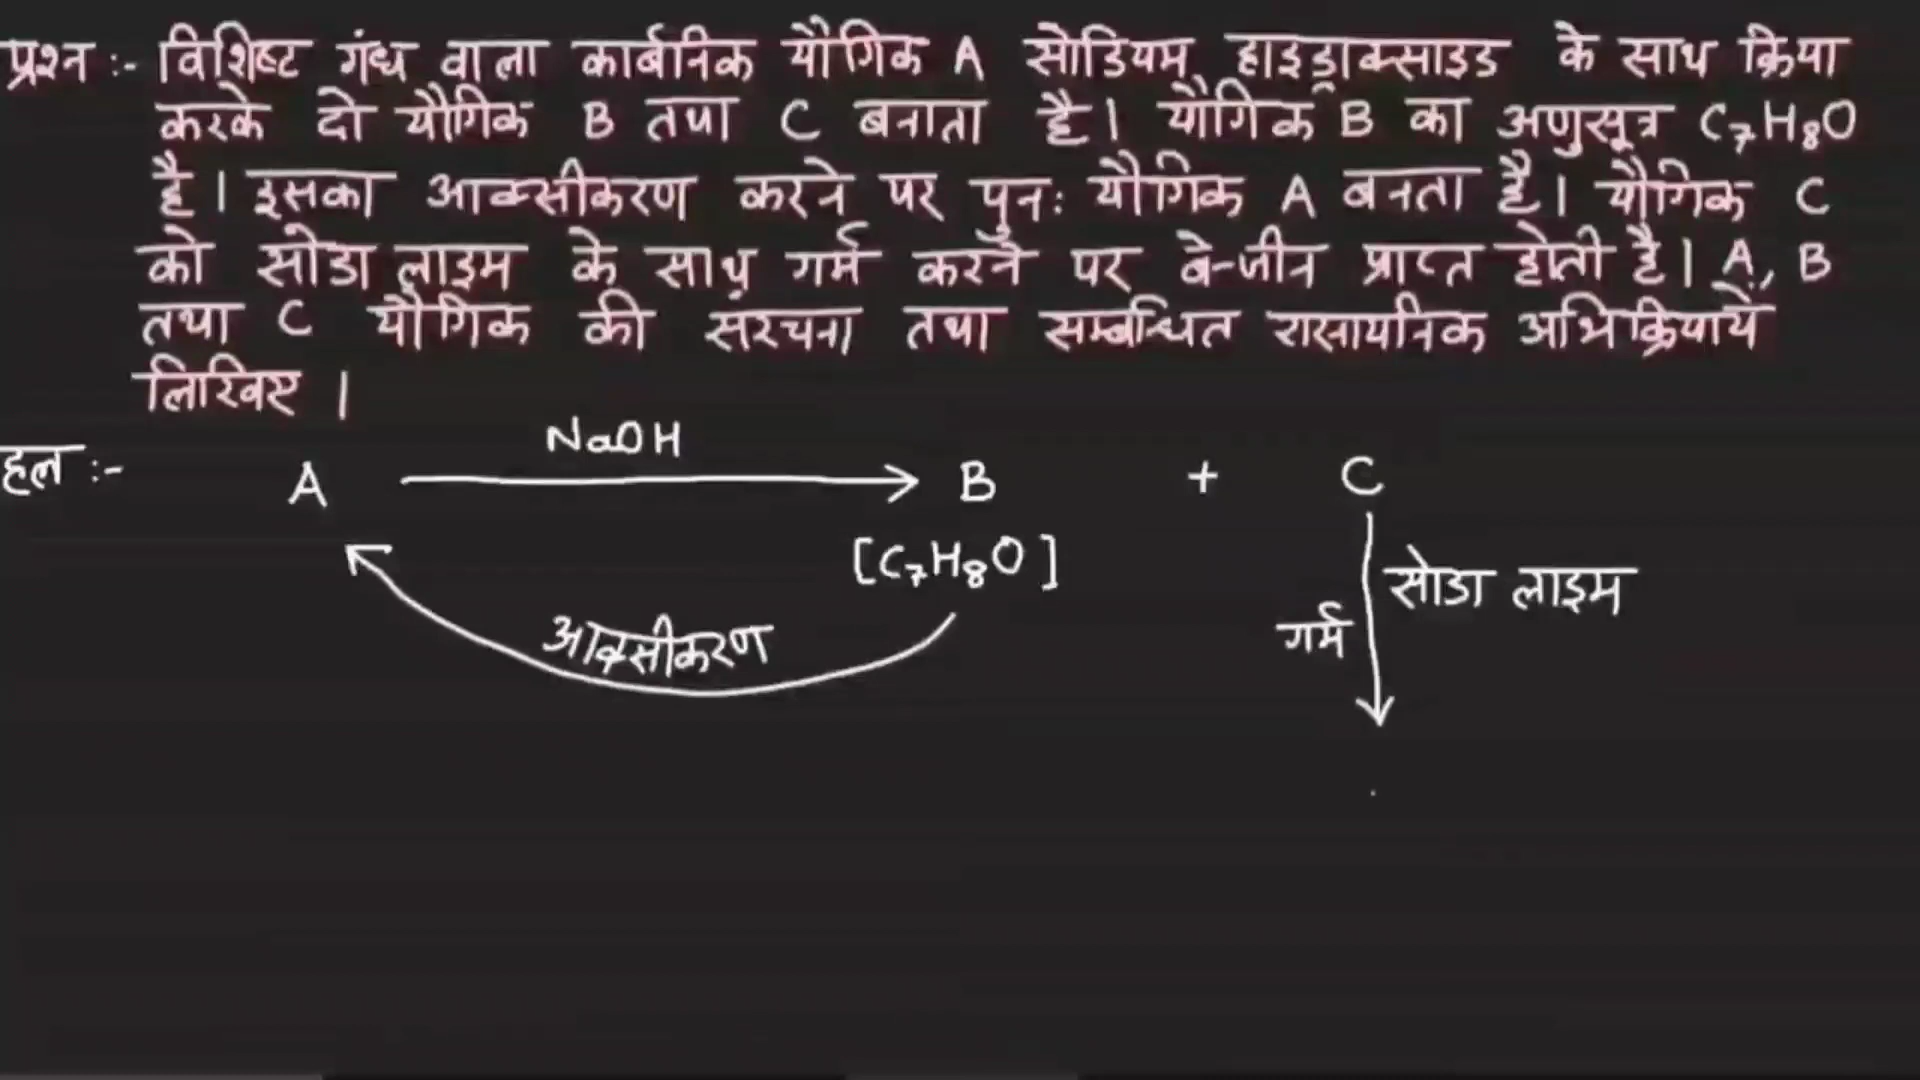 प्रश्न :- विशिष्ट गंध वाला कार्बनिक यौगिक A सोडियम हाइड्राक्साइड के साथ क्रिया
करके दो यौगिक B तथा C बनाता है। यौगिक B का अणुसूत्र C₇H₈O
है। इसका आक्सीकरण करने पर पुनः यौगिक A बनता है। यौगिक C
को सोडा लाइम के साथ गर्म करने पर बेन्जीन प्राप्त होती है। A, B
तथा C यौगिक की संरचना तथा सम्बन्धित रासायनिक अभिक्रियायें
लिखिए।
हल :- A NaOH B + C
[C₇H₈O]
सोडा लाइम
गर्म
आक्सीकरण